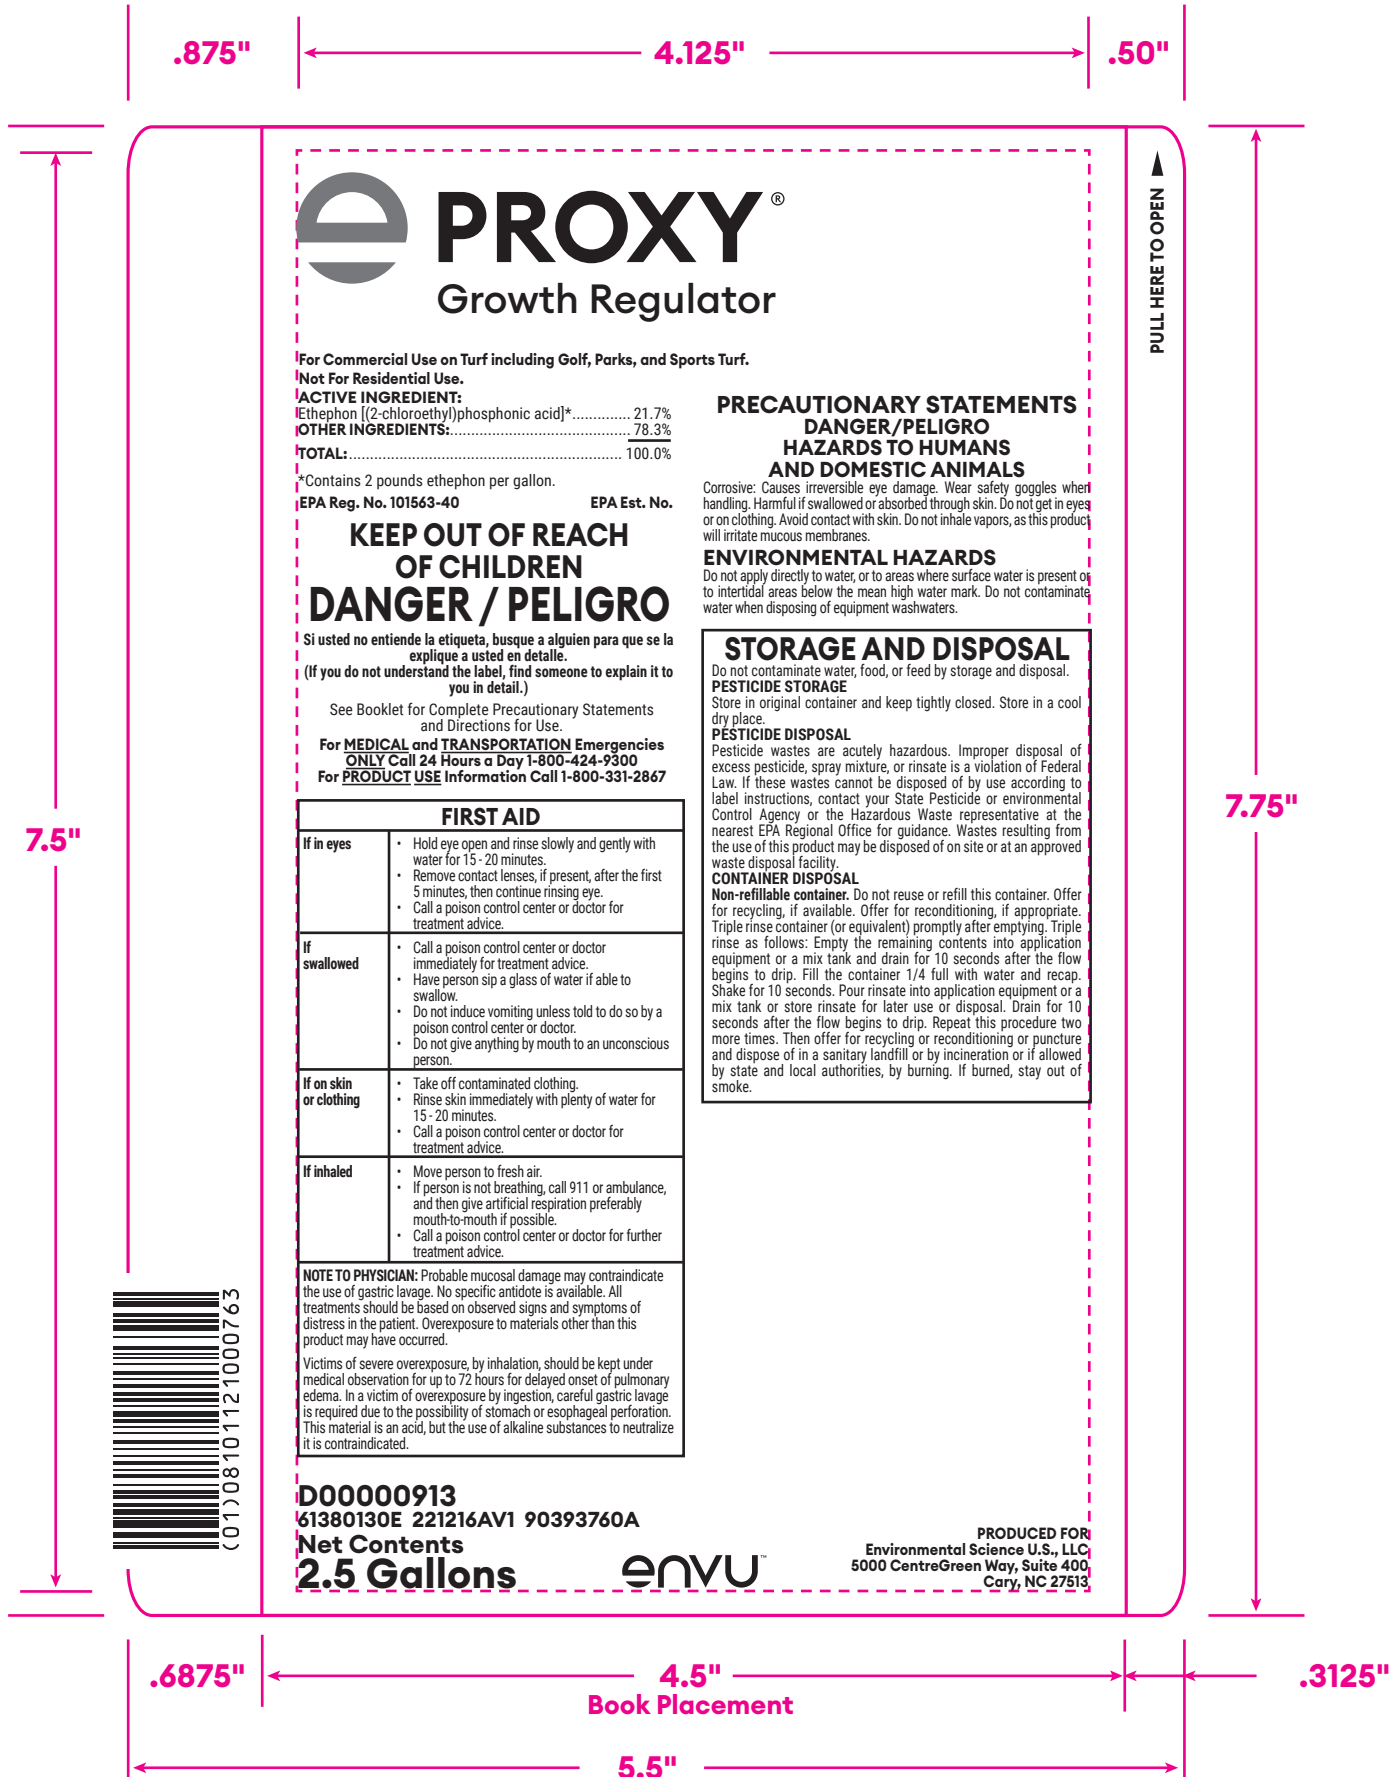 .875"
4.125"
.50"
PULL HERE TO OPEN
PROXY®
Growth Regulator
For Commercial Use on Turf including Golf, Parks, and Sports Turf.
Not For Residential Use.
ACTIVE INGREDIENT:
Ethephon [(2-chloroethyl)phosphonic acid]*.............. 21.7%
OTHER INGREDIENTS:........................................... 78.3%
TOTAL:................................................................. 100.0%
*Contains 2 pounds ethephon per gallon.
EPA Reg. No. 101563-40 EPA Est. No.
KEEP OUT OF REACH
OF CHILDREN
DANGER / PELIGRO
Si usted no entiende la etiqueta, busque a alguien para que se la
explique a usted en detalle.
(If you do not understand the label, find someone to explain it to
you in detail.)
See Booklet for Complete Precautionary Statements
and Directions for Use.
For MEDICAL and TRANSPORTATION Emergencies
ONLY Call 24 Hours a Day 1-800-424-9300
For PRODUCT USE Information Call 1-800-331-2867
FIRST AID
If in eyes
• Hold eye open and rinse slowly and gently with
water for 15 - 20 minutes.
• Remove contact lenses, if present, after the first
5 minutes, then continue rinsing eye.
• Call a poison control center or doctor for
treatment advice.
If
swallowed
• Call a poison control center or doctor
immediately for treatment advice.
• Have person sip a glass of water if able to
swallow.
• Do not induce vomiting unless told to do so by a
poison control center or doctor.
• Do not give anything by mouth to an unconscious
person.
If on skin
or clothing
• Take off contaminated clothing.
• Rinse skin immediately with plenty of water for
15 - 20 minutes.
• Call a poison control center or doctor for
treatment advice.
If inhaled
• Move person to fresh air.
• If person is not breathing, call 911 or ambulance,
and then give artificial respiration preferably
mouth-to-mouth if possible.
• Call a poison control center or doctor for further
treatment advice.
NOTE TO PHYSICIAN: Probable mucosal damage may contraindicate
the use of gastric lavage. No specific antidote is available. All
treatments should be based on observed signs and symptoms of
distress in the patient. Overexposure to materials other than this
product may have occurred.
Victims of severe overexposure, by inhalation, should be kept under
medical observation for up to 72 hours for delayed onset of pulmonary
edema. In a victim of overexposure by ingestion, careful gastric lavage
is required due to the possibility of stomach or esophageal perforation.
This material is an acid, but the use of alkaline substances to neutralize
it is contraindicated.
PRECAUTIONARY STATEMENTS
DANGER/PELIGRO
HAZARDS TO HUMANS
AND DOMESTIC ANIMALS
Corrosive: Causes irreversible eye damage. Wear safety goggles when
handling. Harmful if swallowed or absorbed through skin. Do not get in eyes
or on clothing. Avoid contact with skin. Do not inhale vapors, as this product
will irritate mucous membranes.
ENVIRONMENTAL HAZARDS
Do not apply directly to water, or to areas where surface water is present or
to intertidal areas below the mean high water mark. Do not contaminate
water when disposing of equipment washwaters.
STORAGE AND DISPOSAL
Do not contaminate water, food, or feed by storage and disposal.
PESTICIDE STORAGE
Store in original container and keep tightly closed. Store in a cool
dry place.
PESTICIDE DISPOSAL
Pesticide wastes are acutely hazardous. Improper disposal of
excess pesticide, spray mixture, or rinsate is a violation of Federal
Law. If these wastes cannot be disposed of by use according to
label instructions, contact your State Pesticide or environmental
Control Agency or the Hazardous Waste representative at the
nearest EPA Regional Office for guidance. Wastes resulting from
the use of this product may be disposed of on site or at an approved
waste disposal facility.
CONTAINER DISPOSAL
Non-refillable container. Do not reuse or refill this container. Offer
for recycling, if available. Offer for reconditioning, if appropriate.
Triple rinse container (or equivalent) promptly after emptying. Triple
rinse as follows: Empty the remaining contents into application
equipment or a mix tank and drain for 10 seconds after the flow
begins to drip. Fill the container 1/4 full with water and recap.
Shake for 10 seconds. Pour rinsate into application equipment or a
mix tank or store rinsate for later use or disposal. Drain for 10
seconds after the flow begins to drip. Repeat this procedure two
more times. Then offer for recycling or reconditioning or puncture
and dispose of in a sanitary landfill or by incineration or if allowed
by state and local authorities, by burning. If burned, stay out of
smoke.
7.5"
7.75"
(01)08101121000763
D00000913
61380130E 221216AV1 90393760A
Net Contents
2.5 Gallons
envu™
PRODUCED FOR
Environmental Science U.S., LLC
5000 CentreGreen Way, Suite 400
Cary, NC 27513
.6875"
4.5"
Book Placement
.3125"
5.5"